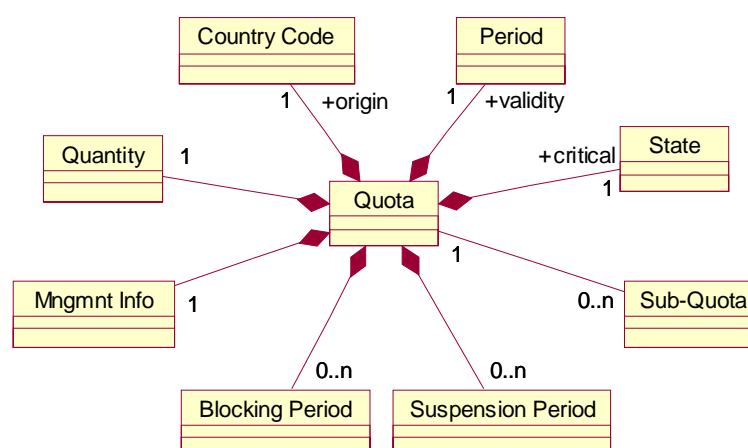 Country Code
Period
1
+origin
1
+validity
Quantity
1
+critical
State
1
Quota
1
Mngmnt Info
1
0..n
Sub-Quota
0..n
0..n
Blocking Period
Suspension Period